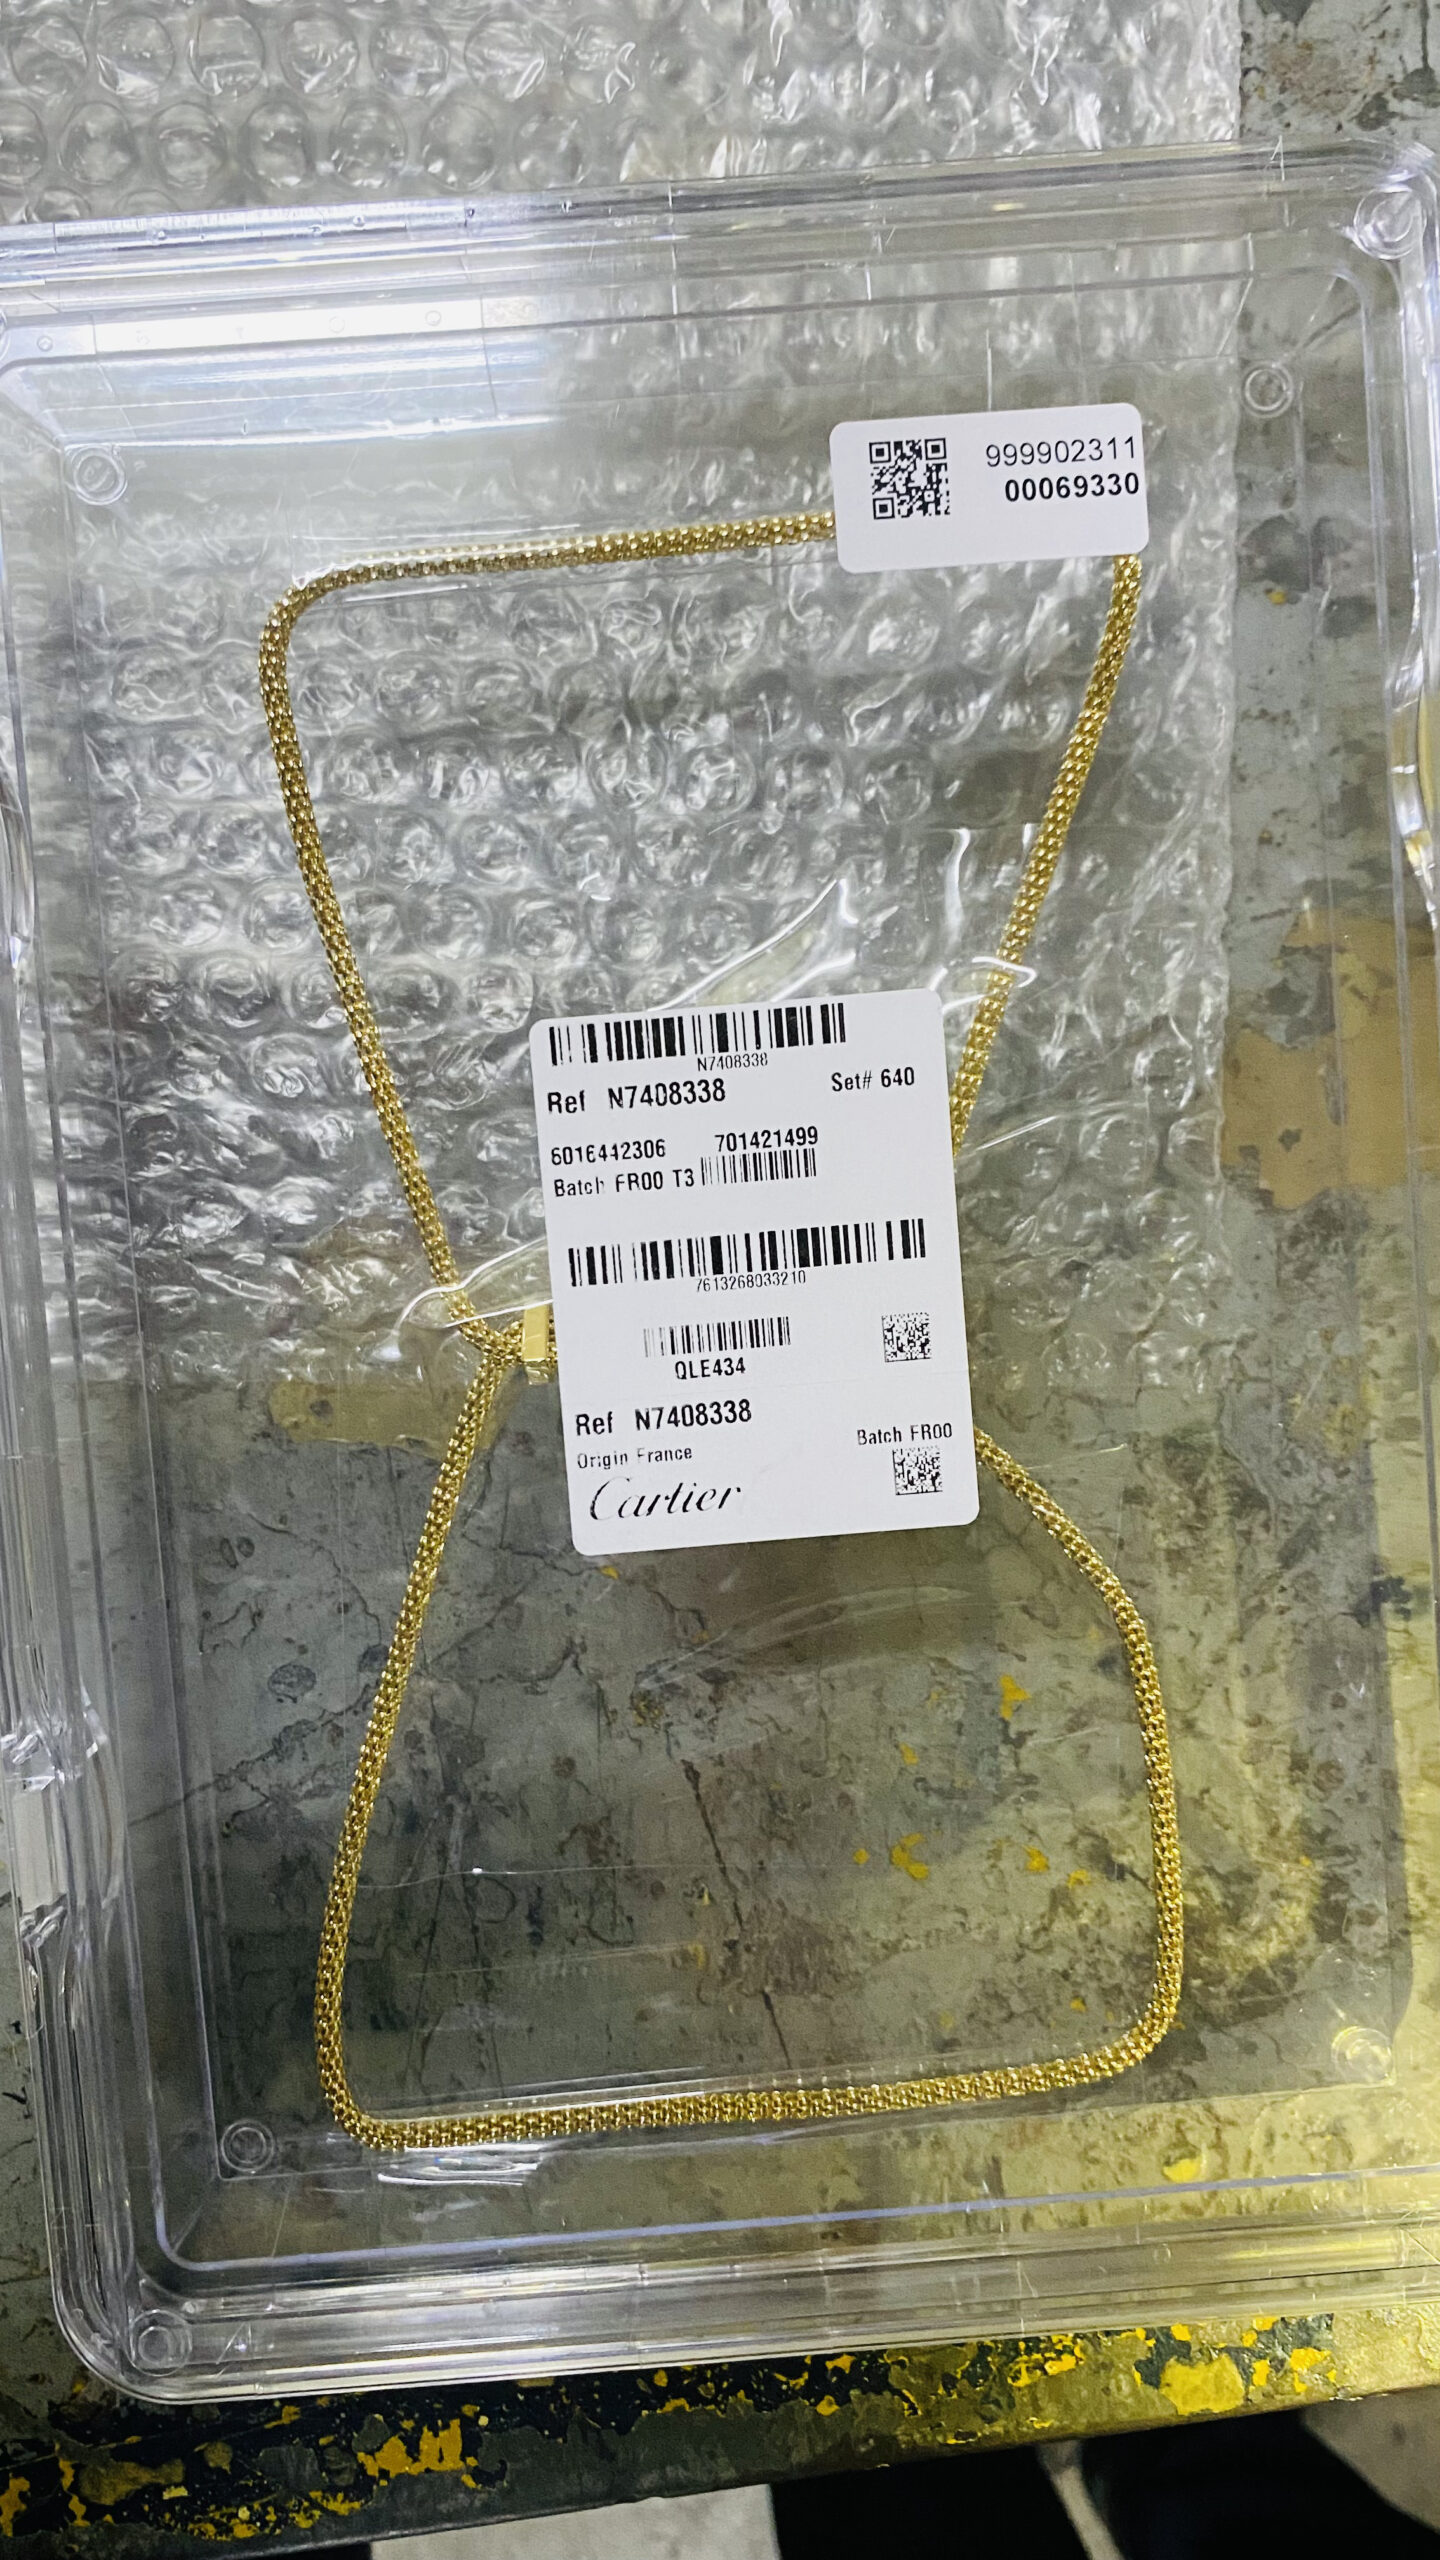 999902311
00069330
N7408338
Ref N7408338 Set# 640
6016442306 701421499
Batch FR00 T3
7613268033210
QLE434
Ref N7408338
Origin France Batch FR00
Cartier